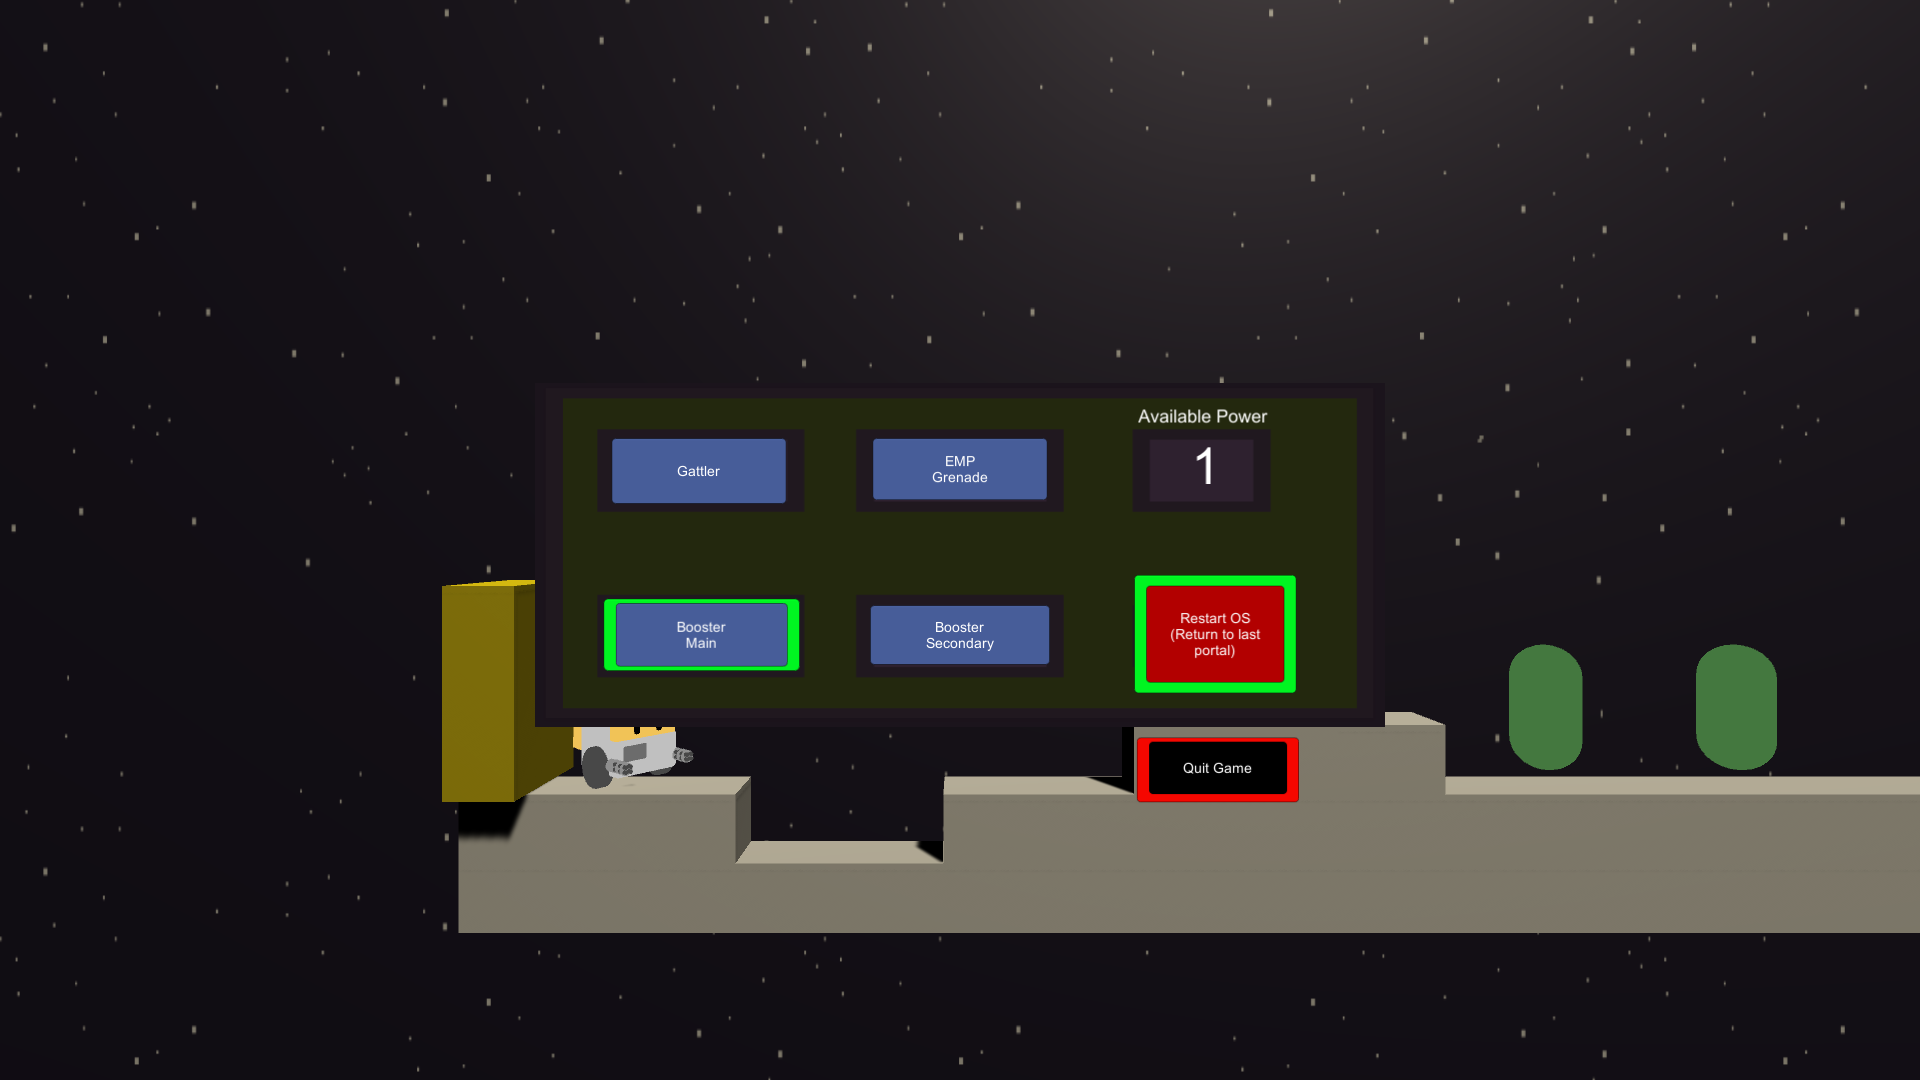 Available Power
Gattler
EMP
Grenade
1
Booster
Main
Booster
Secondary
Restart OS
(Return to last
portal)
Quit Game